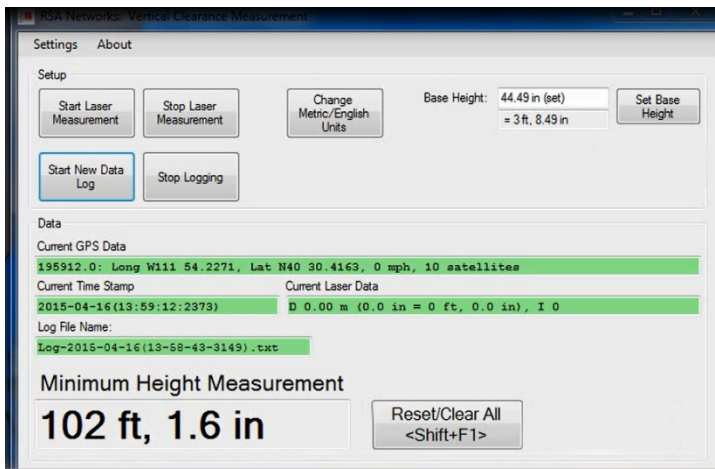 RSA Networks: Vertical Clearance Measurement
Settings About
Setup
Start Laser
Measurement
Stop Laser
Measurement
Change
Metric/English
Units
Base Height:
44.49 in (set)
= 3 ft, 8.49 in
Set Base
Height
Start New Data
Log
Stop Logging
Data
Current GPS Data
195912.0: Long W111 54.2271, Lat N40 30.4163, 0 mph, 10 satellites
Current Time Stamp
Current Laser Data
2015-04-16(13:59:12:2373)
D 0.00 m (0.0 in = 0 ft, 0.0 in), I 0
Log File Name:
Log-2015-04-16(13-58-43-3149).txt
Minimum Height Measurement
102 ft, 1.6 in
Reset/Clear All
<Shift+F1>